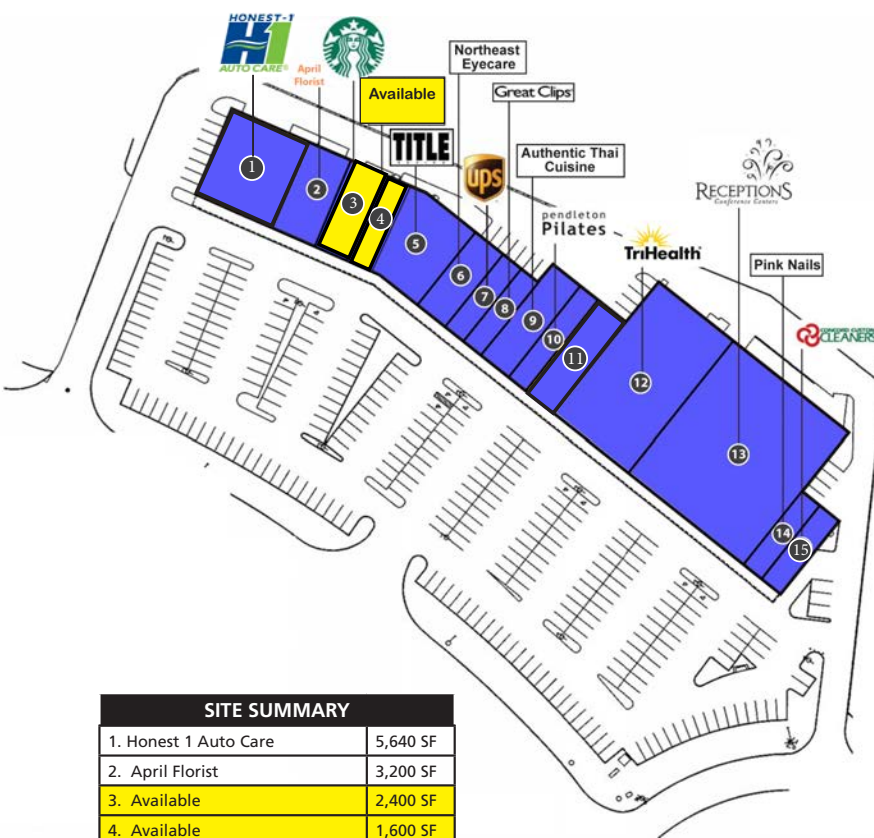 HONEST-1
H1
AUTO CARE®
April
Florist
Available
TITLE
Northeast
Eyecare
Great Clips
ups
Authentic Thai
Cuisine
pendleton
Pilates
TriHealth
RECEPTIONS
Conference Centers
Pink Nails
CONCORD CUSTOM
CLEANERS
1
2
3
4
5
6
7
8
9
10
11
12
13
14
15
SITE SUMMARY
1. Honest 1 Auto Care 5,640 SF
2. April Florist 3,200 SF
3. Available 2,400 SF
4. Available 1,600 SF